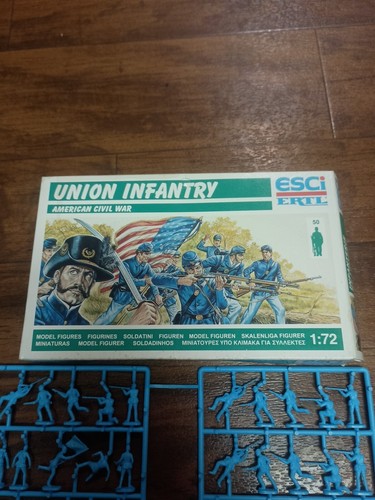 UNION INFANTRY
AMERICAN CIVIL WAR
ESCI
ERTL
50
MODEL FIGURES FIGURINES SOLDATINI FIGUREN MODEL FIGUREN SKALENLIGA FIGURER
MINIATURAS MODEL FIGURER SOLDADINHOS ΜΙΝΙΑΤΟΥΡΕΣ ΥΠΟ ΚΛΙΜΑΚΑ ΓΙΑ ΣΥΛΛΕΚΤΕΣ
1:72